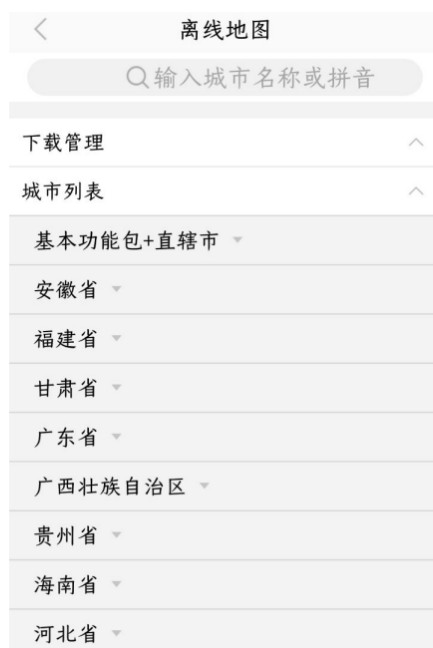 离线地图
输入城市名称或拼音
下载管理
城市列表
基本功能包+直辖市
安徽省
福建省
甘肃省
广东省
广西壮族自治区
贵州省
海南省
河北省